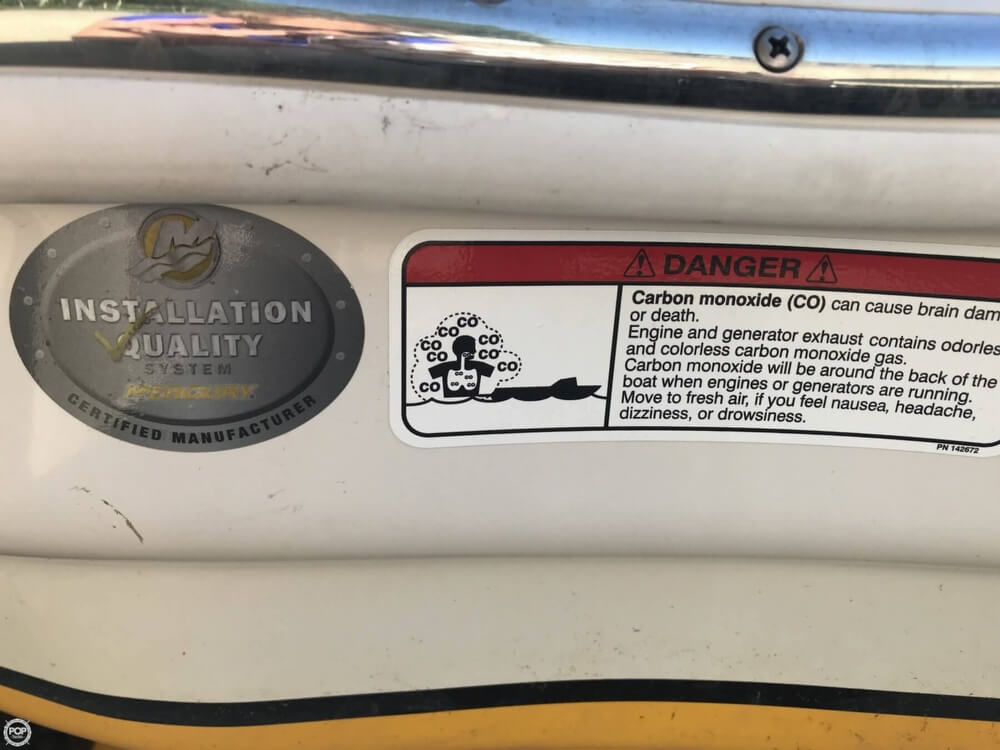 INSTALLATION
QUALITY
SYSTEM
MERCURY
CERTIFIED MANUFACTURER
DANGER
CO
CO
CO
CO
CO
CO
CO
CO
CO
CO
Carbon monoxide (CO) can cause brain dam
or death.
Engine and generator exhaust contains odorles
and colorless carbon monoxide gas.
Carbon monoxide will be around the back of the
boat when engines or generators are running.
Move to fresh air, if you feel nausea, headache,
dizziness, or drowsiness.
PN 142672
POP